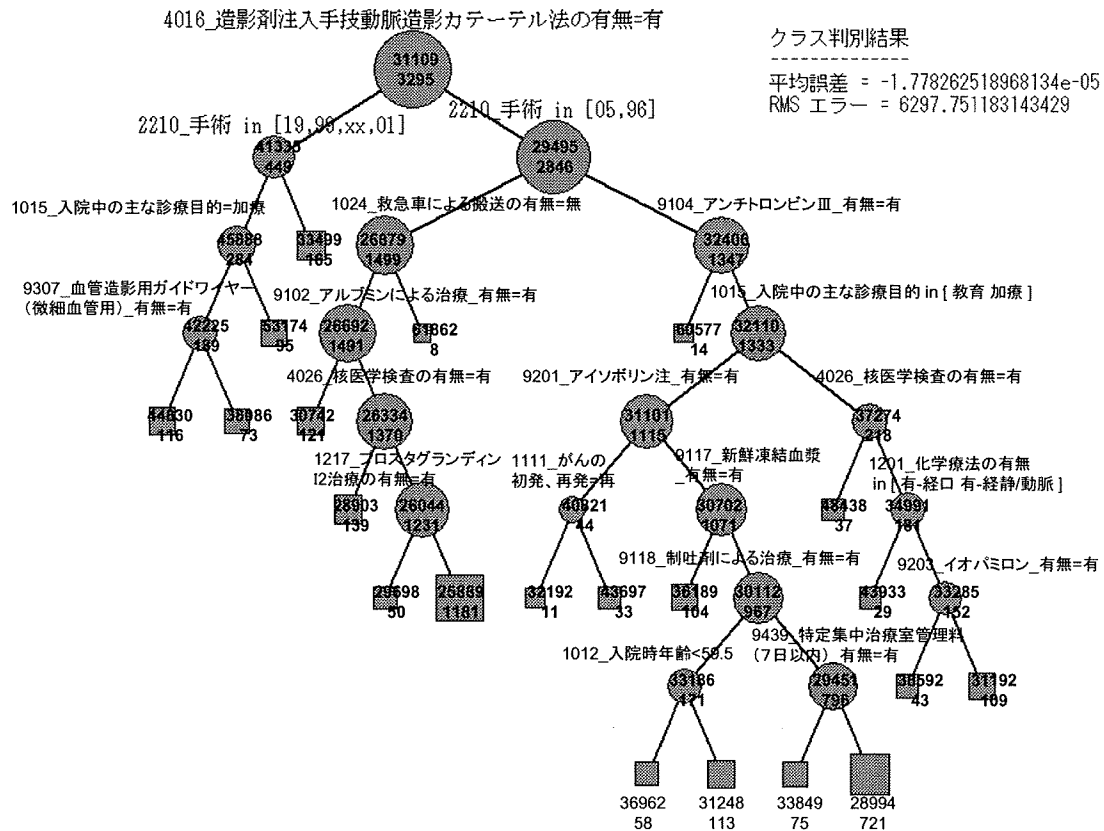 4016_造影剤注入手技動脈造影カテーテル法の有無=有
クラス判別結果
--------------
平均誤差 = -1.778262518968134e-05
RMS エラー = 6297.751183143429
31109
3295
2210_手術 in [19,99,xx,01]
2210_手術 in [05,96]
41335
449
29495
2846
1015_入院中の主な診療目的=加療
1024_救急車による搬送の有無=無
9104_アンチトロンビンⅢ_有無=有
45888
284
33499
165
26879
1499
32406
1347
9307_血管造影用ガイドワイヤー
（微細血管用）_有無=有
9102_アルブミンによる治療_有無=有
1015_入院中の主な診療目的 in [ 教育 加療 ]
42225
189
53174
95
26692
1491
61862
8
60577
14
32110
1333
4026_核医学検査の有無=有
9201_アイソボリン注_有無=有
4026_核医学検査の有無=有
44830
116
38086
73
30742
121
26334
1370
31101
1115
37274
218
1217_プロスタグランディン
I2治療の有無=有
1111_がんの
初発、再発=再
9117_新鮮凍結血漿
_有無=有
1201_化学療法の有無
in [ 有-経口 有-経静/動脈 ]
28903
139
26044
1231
40821
44
30702
1071
48438
37
34991
181
9118_制吐剤による治療_有無=有
9203_イオパミロン_有無=有
29698
50
25889
1181
32192
11
43697
33
36189
104
30112
967
43933
29
33285
152
1012_入院時年齢<59.5
9439_特定集中治療室管理料
（7日以内）_有無=有
33186
171
29451
796
38592
43
31192
109
36962
58
31248
113
33849
75
28994
721